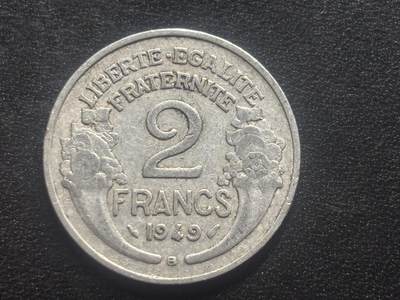 LIBERTE·EGALITE
FRATERNITE
2
FRANCS
1949
B